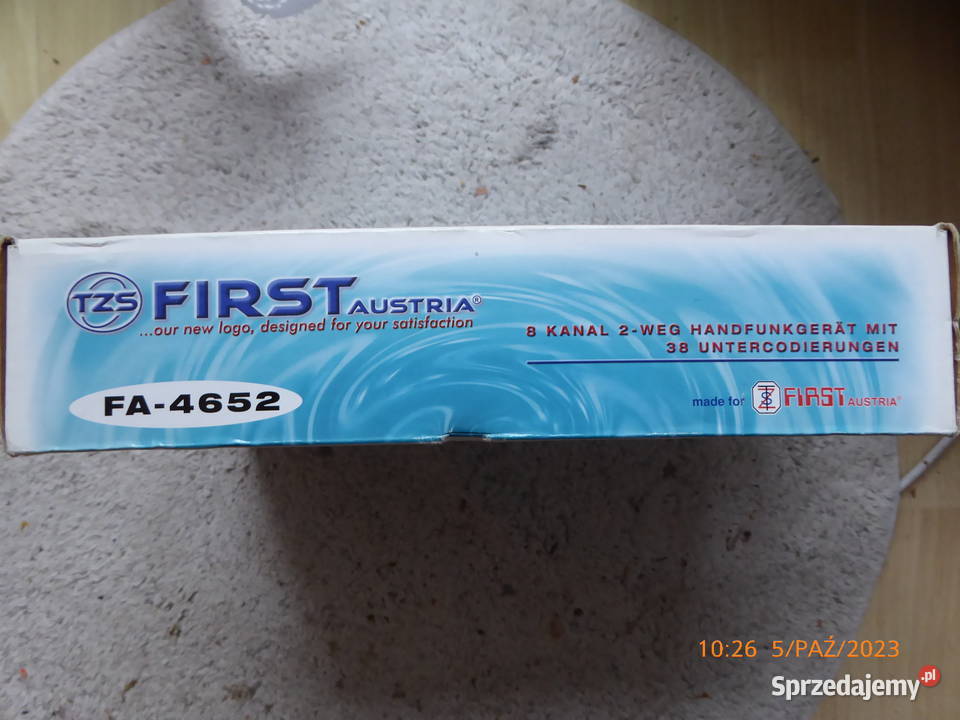 TZS FIRST AUSTRIA®
...our new logo, designed for your satisfaction
8 KANAL 2-WEG HANDFUNKGERÄT MIT
38 UNTERCODIERUNGEN
FA-4652
made for TZS FIRST AUSTRIA®
10:26 5/PAŹ/2023
Sprzedajemy.pl